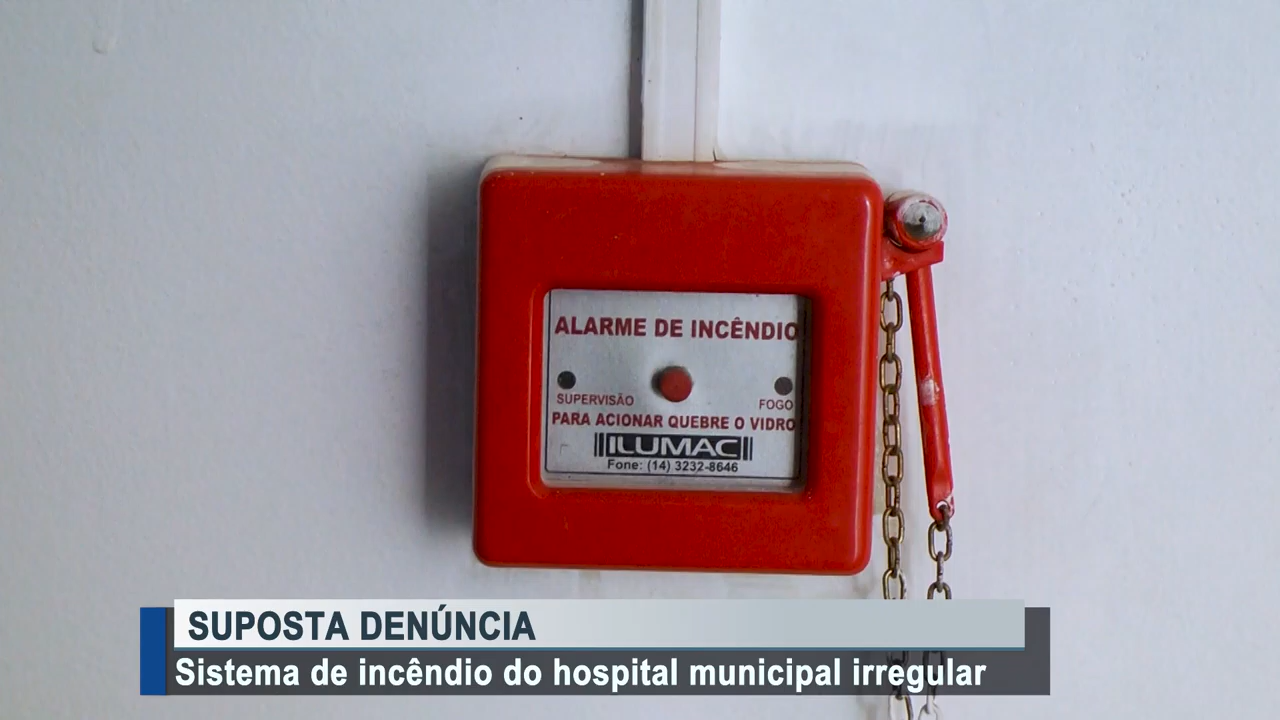 ALARME DE INCÊNDIO
SUPERVISÃO
FOGO
PARA ACIONAR QUEBRE O VIDRO
ILUMAC
Fone: (14) 3232-8646
SUPOSTA DENÚNCIA
Sistema de incêndio do hospital municipal irregular